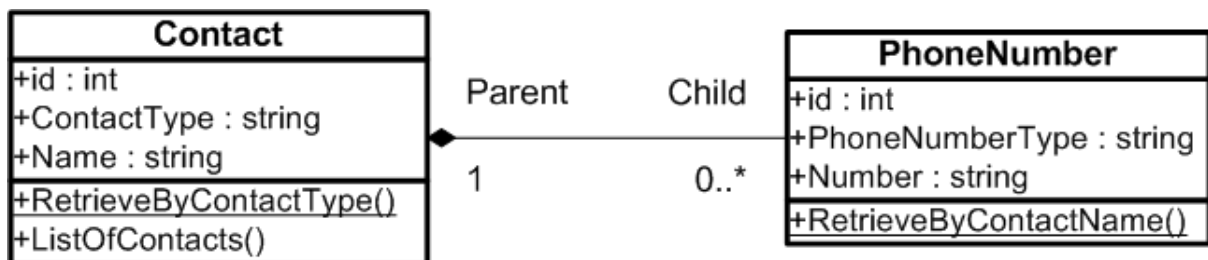 Contact
+id : int
+ContactType : string
+Name : string
+RetrieveByContactType()
+ListOfContacts()
Parent
Child
1
0..*
PhoneNumber
+id : int
+PhoneNumberType : string
+Number : string
+RetrieveByContactName()